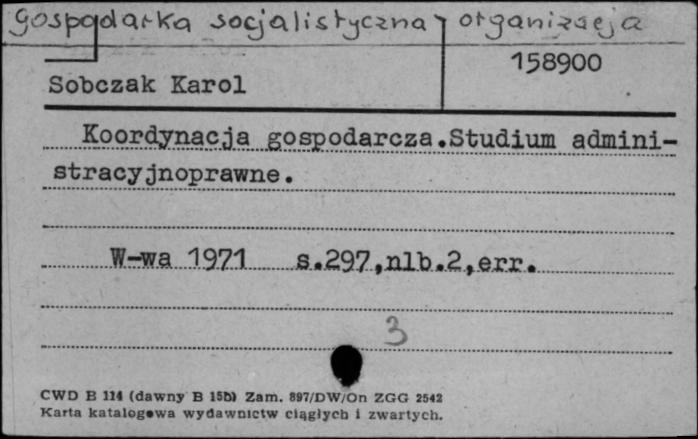 gospodarka socjalistyczna, organizacja
158900
Sobczak Karol
Koordynacja gospodarcza.Studium admini-
stracyjnoprawne.
W-wa 1971 s.297,nlb.2,err.
3
CWD B 114 (dawny B 15b) Zam. 897/DW/On ZGG 2542
Karta katalogowa wydawnictw ciągłych i zwartych.